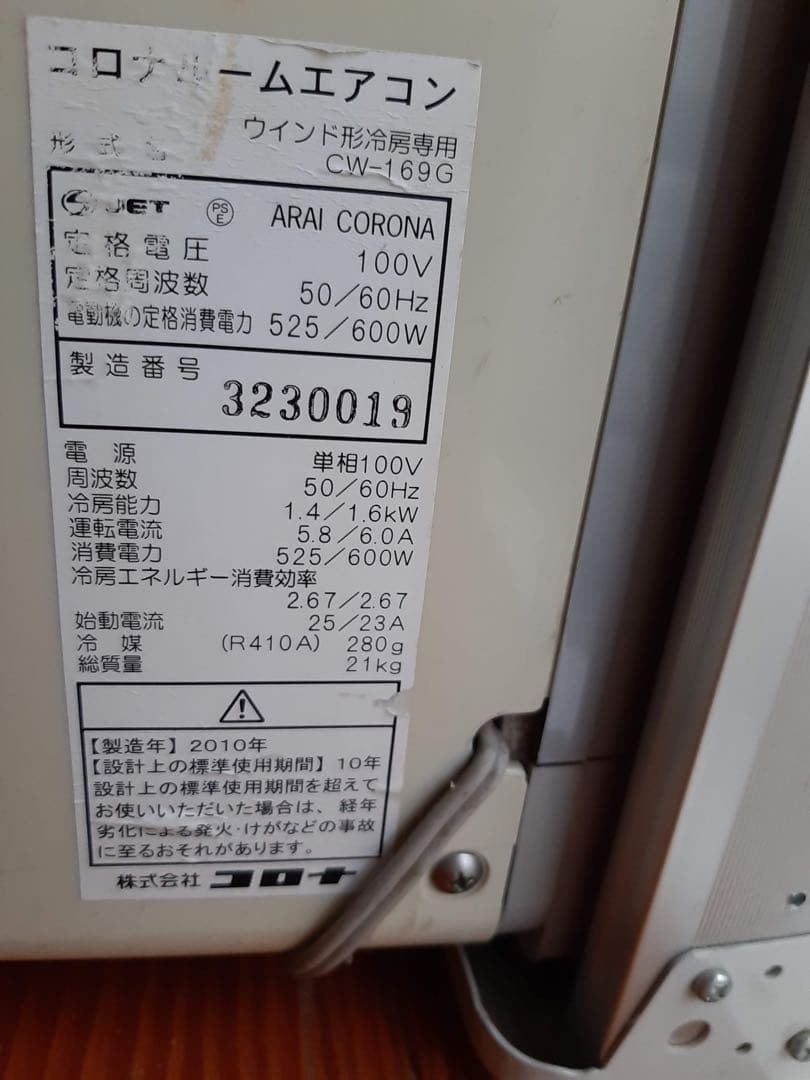 コロナルームエアコン
ウインド形冷房専用
形式名 CW-169G
JET PSE ARAI CORONA
定格電圧 100V
定格周波数 50/60Hz
電動機の定格消費電力 525/600W
製造番号 3230019
電源 単相100V
周波数 50/60Hz
冷房能力 1.4/1.6kW
運転電流 5.8/6.0A
消費電力 525/600W
冷房エネルギー消費効率
2.67/2.67
始動電流 25/23A
冷媒 (R410A) 280g
総質量 21kg
【製造年】2010年
【設計上の標準使用期間】10年
設計上の標準使用期間を超えて
お使いいただいた場合は、経年
劣化による発火・けがなどの事故
に至るおそれがあります。
株式会社 コロナ